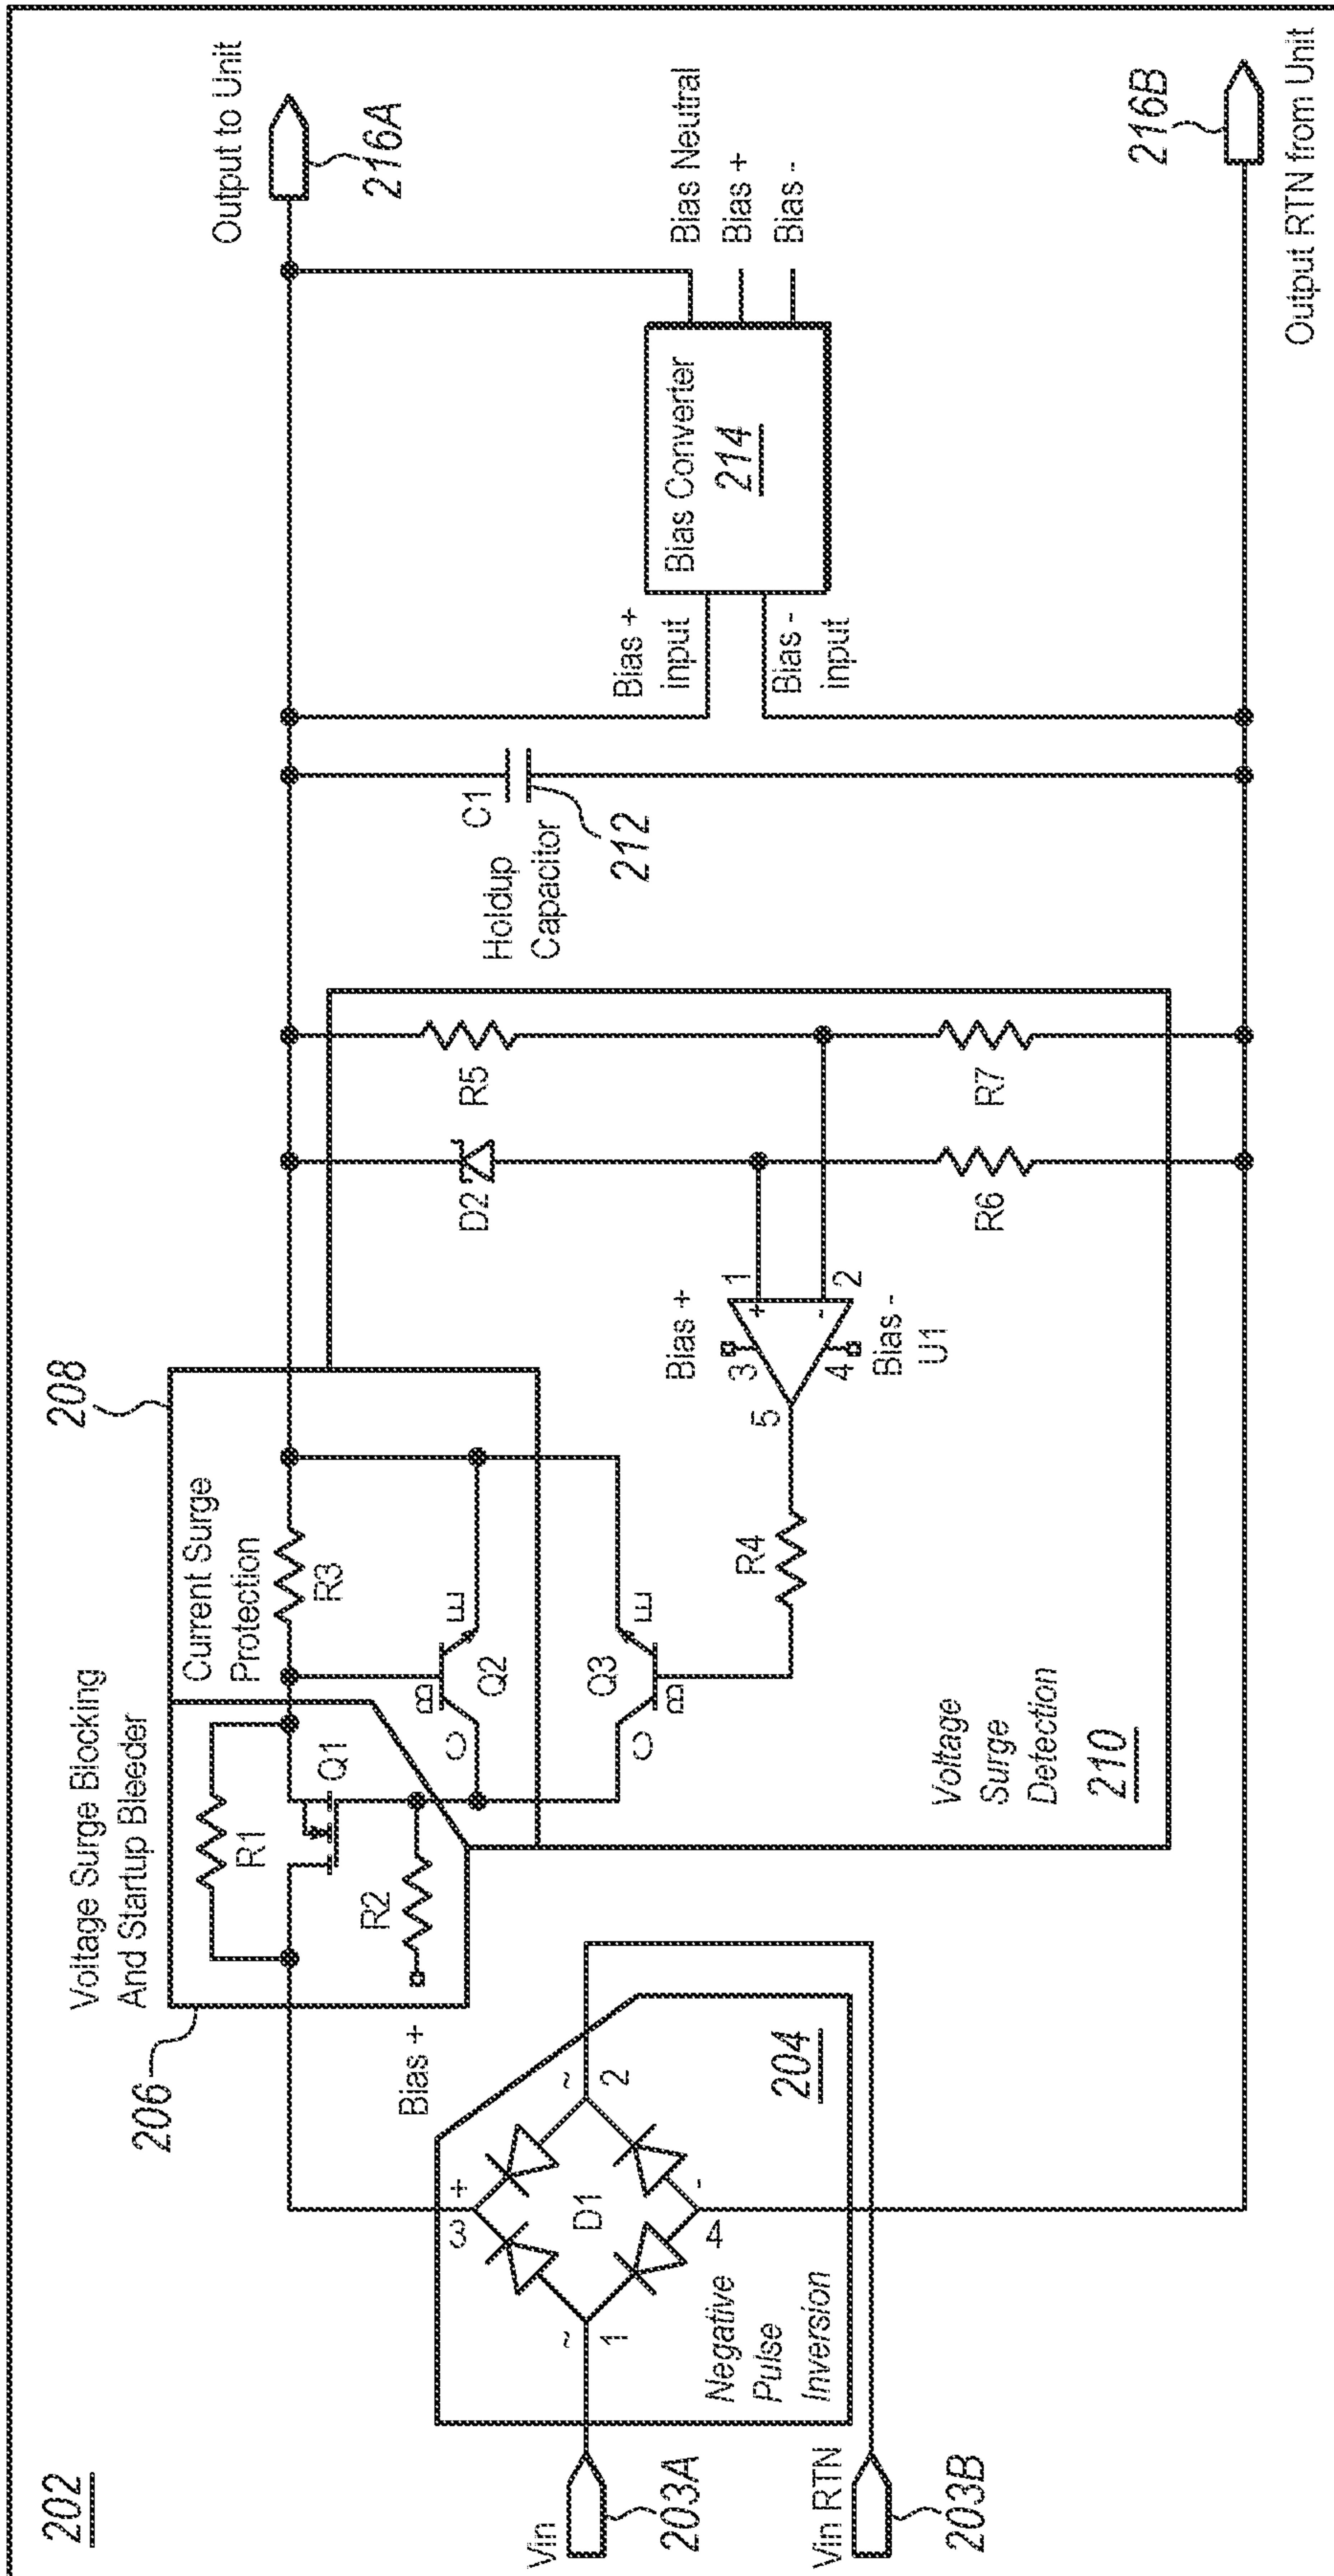 202
Vin
203A
Vin RTN
203B
Negative
Pulse
Inversion
204
D1
~
1
~
2
3
+
4
-
206
Voltage Surge Blocking
And Startup Bleeder
R1
Q1
R2
Bias +
208
Current Surge
Protection
R3
B
C
E
Q2
Q3
B
C
E
R4
Voltage
Surge
Detection
210
Bias +
3
1
+
-
2
4
5
Bias -
U1
D2
R5
R6
R7
C1
Holdup
Capacitor
212
Bias +
input
Bias -
input
Bias Converter
214
Bias Neutral
Bias +
Bias -
Output to Unit
216A
216B
Output RTN from Unit